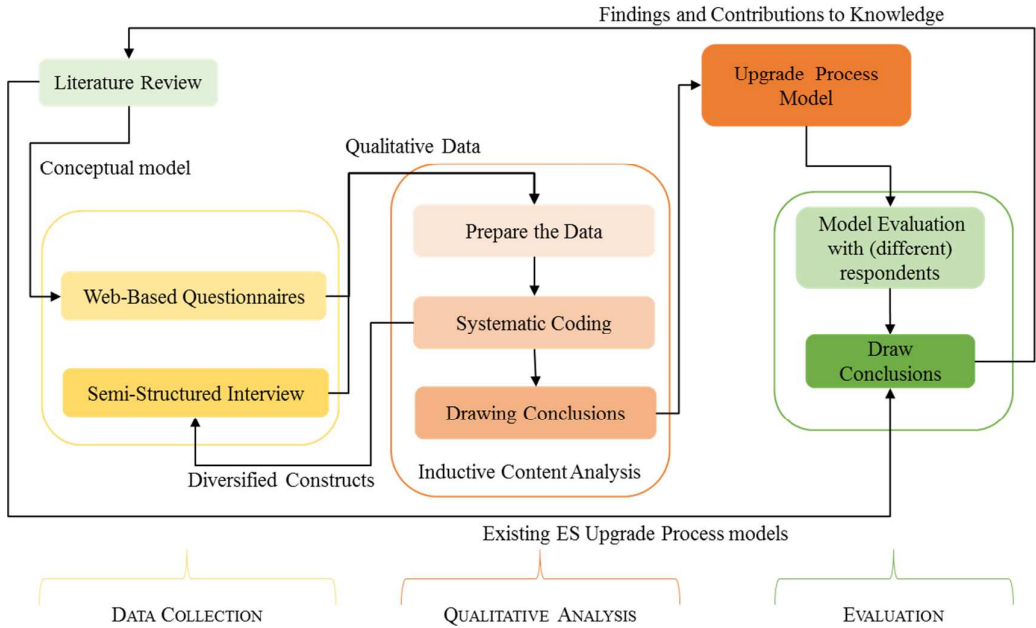 Findings and Contributions to Knowledge
Literature Review
Upgrade Process
Model
Conceptual model
Qualitative Data
Prepare the Data
Model Evaluation
with (different)
respondents
Web-Based Questionnaires
Systematic Coding
Semi-Structured Interview
Draw
Conclusions
Drawing Conclusions
Diversified Constructs
Inductive Content Analysis
Existing ES Upgrade Process models
DATA COLLECTION
QUALITATIVE ANALYSIS
EVALUATION